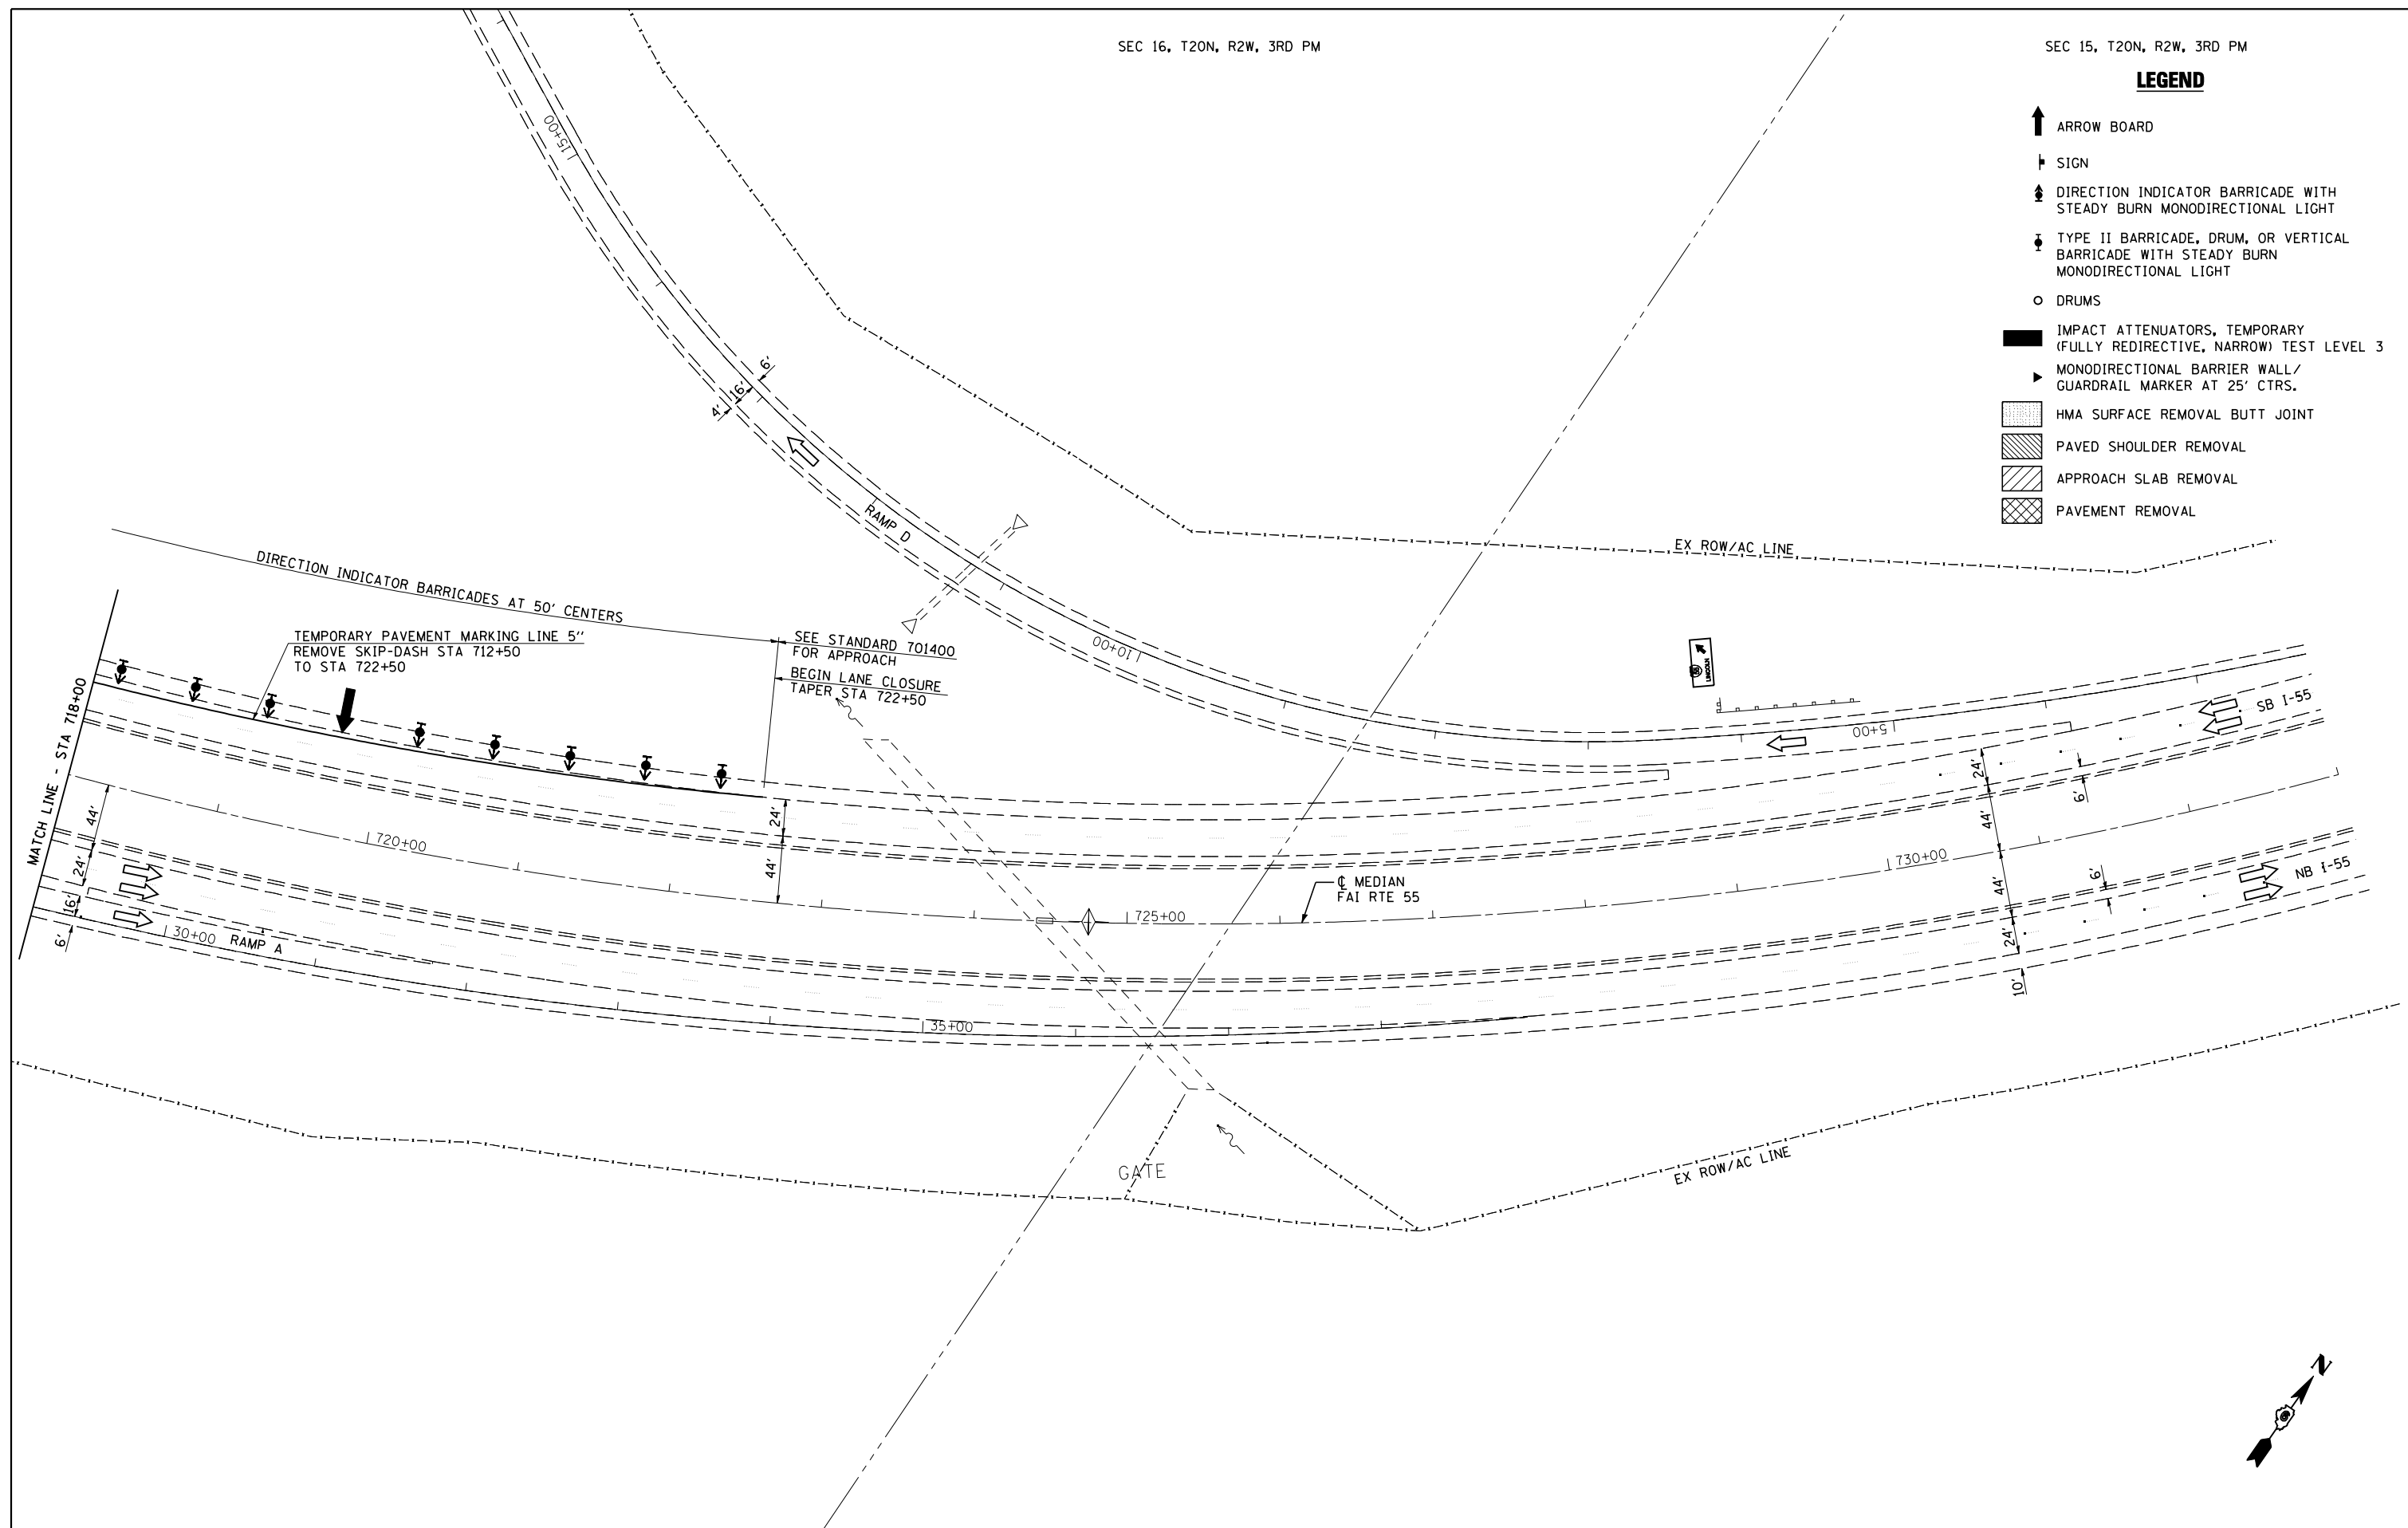 SEC 16, T20N, R2W, 3RD PM
SEC 15, T20N, R2W, 3RD PM
LEGEND
ARROW BOARD
SIGN
DIRECTION INDICATOR BARRICADE WITH
STEADY BURN MONODIRECTIONAL LIGHT
TYPE II BARRICADE, DRUM, OR VERTICAL
BARRICADE WITH STEADY BURN
MONODIRECTIONAL LIGHT
DRUMS
IMPACT ATTENUATORS, TEMPORARY
(FULLY REDIRECTIVE, NARROW) TEST LEVEL 3
MONODIRECTIONAL BARRIER WALL/
GUARDRAIL MARKER AT 25' CTRS.
HMA SURFACE REMOVAL BUTT JOINT
PAVED SHOULDER REMOVAL
APPROACH SLAB REMOVAL
PAVEMENT REMOVAL
15+00
6'
16'
4'
RAMP D
10+00
5+00
EX ROW/AC LINE
DIRECTION INDICATOR BARRICADES AT 50' CENTERS
TEMPORARY PAVEMENT MARKING LINE 5''
REMOVE SKIP-DASH STA 712+50
TO STA 722+50
SEE STANDARD 701400
FOR APPROACH
BEGIN LANE CLOSURE
TAPER STA 722+50
LINCOLN
SB I-55
MATCH LINE - STA 718+00
44'
24'
16'
6'
720+00
24'
44'
725+00
℄ MEDIAN
FAI RTE 55
730+00
24'
6'
44'
44'
6'
24'
10'
NB I-55
30+00
RAMP A
35+00
GATE
EX ROW/AC LINE
N